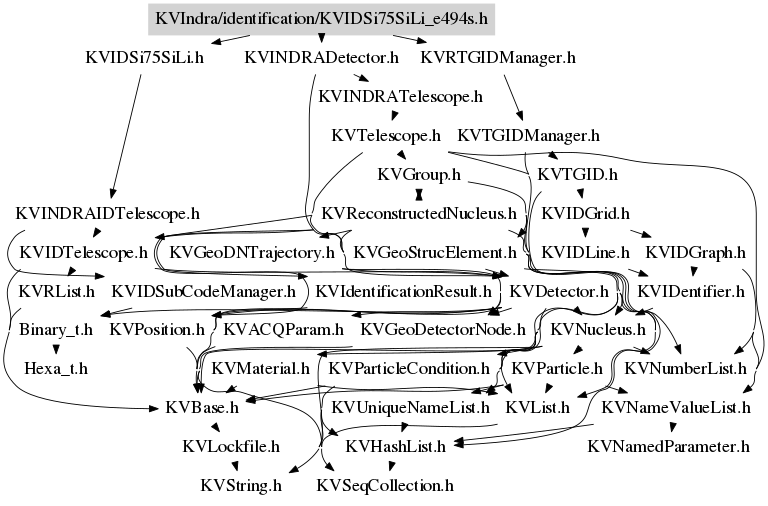 KVIndra/identification/KVIDSi75SiLi_e494s.h
KVIDSi75SiLi.h KVINDRADetector.h KVRTGIDManager.h
KVINDRATelescope.h
KVTelescope.h KVTGIDManager.h
KVGroup.h KVTGID.h
KVINDRAIDTelescope.h KVReconstructedNucleus.h KVIDGrid.h
KVIDTelescope.h KVGeoDNTrajectory.h KVGeoStrucElement.h KVIDLine.h KVIDGraph.h
KVRList.h KVIDSubCodeManager.h KVIdentificationResult.h KVDetector.h KVIDentifier.h
Binary_t.h KVPosition.h KVACQParam.h KVGeoDetectorNode.h KVNucleus.h
Hexa_t.h KVMaterial.h KVParticleCondition.h KVParticle.h KVNumberList.h
KVBase.h KVUniqueNameList.h KVList.h KVNameValueList.h
KVLockfile.h KVHashList.h KVNamedParameter.h
KVString.h KVSeqCollection.h